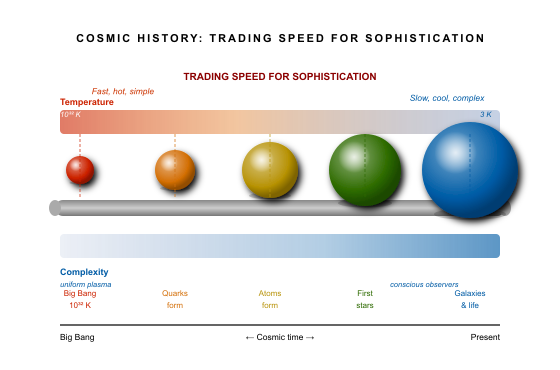 COSMIC HISTORY: TRADING SPEED FOR SOPHISTICATION
TRADING SPEED FOR SOPHISTICATION
Fast, hot, simple
Slow, cool, complex
Temperature
10³² K
3 K
Complexity
uniform plasma
conscious observers
Big Bang
Quarks
Atoms
First
Galaxies
10³² K
form
form
stars
& life
Big Bang
← Cosmic time →
Present